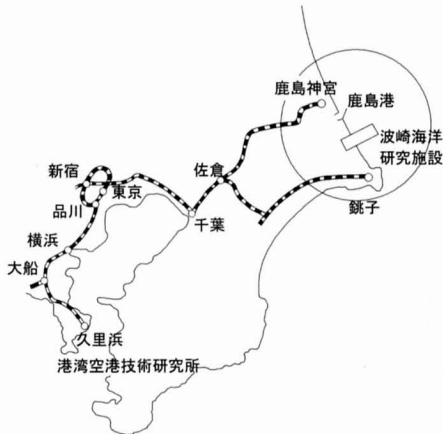 鹿島神宮
鹿島港
波崎海洋
研究施設
佐倉
新宿
東京
品川
千葉
銚子
横浜
大船
久里浜
港湾空港技術研究所